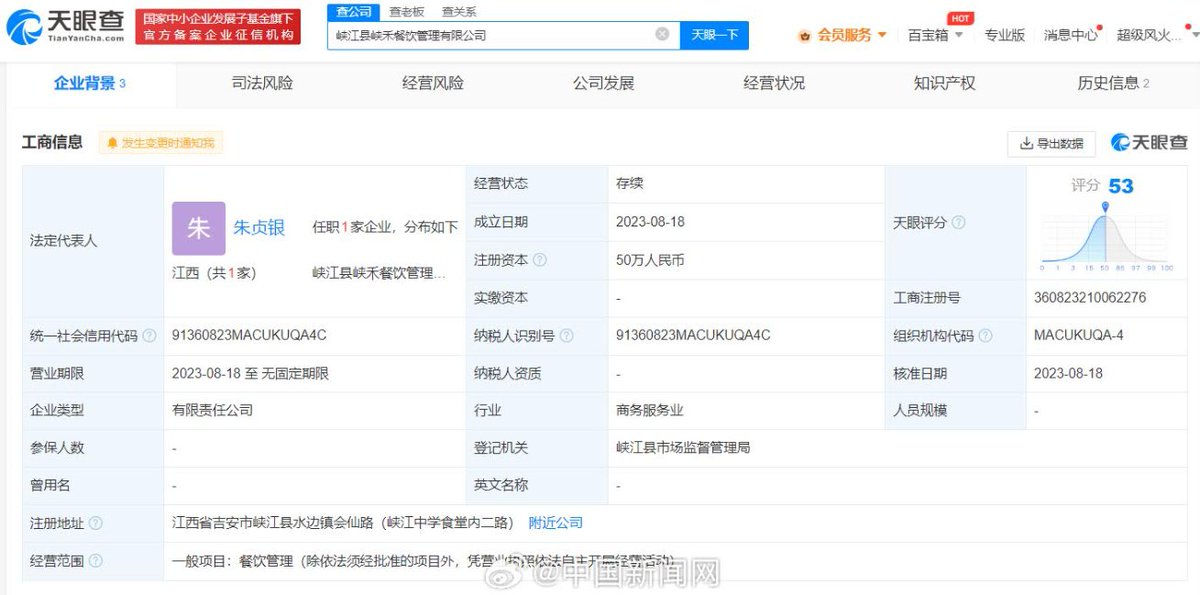 天眼查
TianYanCha.com
国家中小企业发展子基金旗下
官方备案企业征信机构
查公司 查老板 查关系
峡江县峡禾餐饮管理有限公司
天眼一下
会员服务
百宝箱
HOT
专业版
消息中心
超级风火...
企业背景 3
司法风险
经营风险
公司发展
经营状况
知识产权
历史信息 2
工商信息
发生变更时通知我
导出数据
天眼查
法定代表人
朱
朱贞银
任职1家企业，分布如下
江西（共1家）
峡江县峡禾餐饮管理...
经营状态
存续
成立日期
2023-08-18
注册资本
50万人民币
实缴资本
-
天眼评分
评分 53
0 1 3 15 50 85 97 99 100
工商注册号
360823210062276
统一社会信用代码
91360823MACUKUQA4C
纳税人识别号
91360823MACUKUQA4C
组织机构代码
MACUKUQA-4
营业期限
2023-08-18 至 无固定期限
纳税人资质
-
核准日期
2023-08-18
企业类型
有限责任公司
行业
商务服务业
人员规模
-
参保人数
-
登记机关
峡江县市场监督管理局
曾用名
-
英文名称
-
注册地址
江西省吉安市峡江县水边镇会仙路（峡江中学食堂内二路）
附近公司
经营范围
一般项目：餐饮管理（除依法须经批准的项目外，凭营业执照依法自主开展经营活动）
@中国新闻网